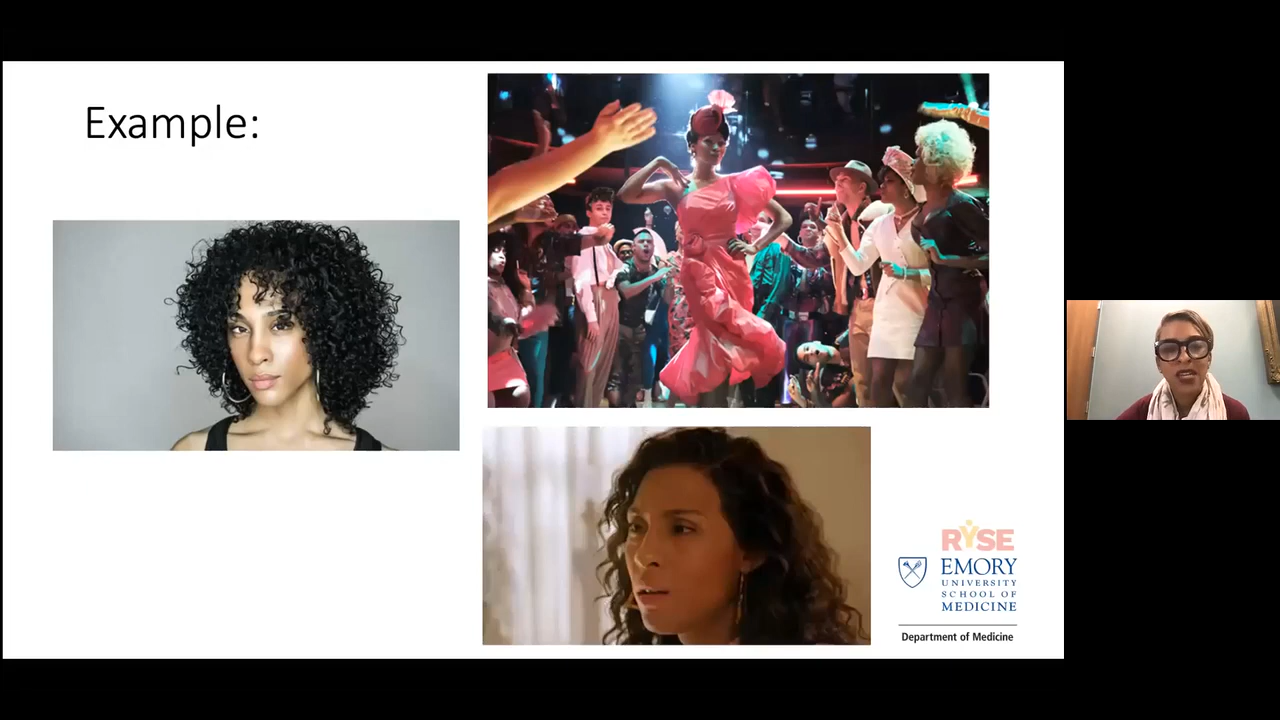 Example:
RYSE
EMORY
UNIVERSITY
SCHOOL OF
MEDICINE
Department of Medicine